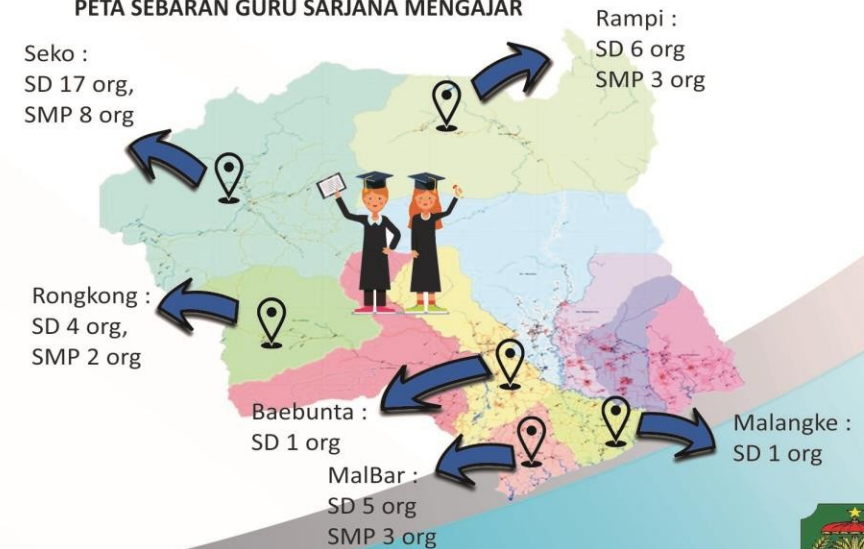 PETA SEBARAN GURU SARJANA MENGAJAR
Seko :
SD 17 org,
SMP 8 org
Rampi :
SD 6 org
SMP 3 org
Rongkong :
SD 4 org,
SMP 2 org
Baebunta :
SD 1 org
MalBar :
SD 5 org
SMP 3 org
Malangke :
SD 1 org